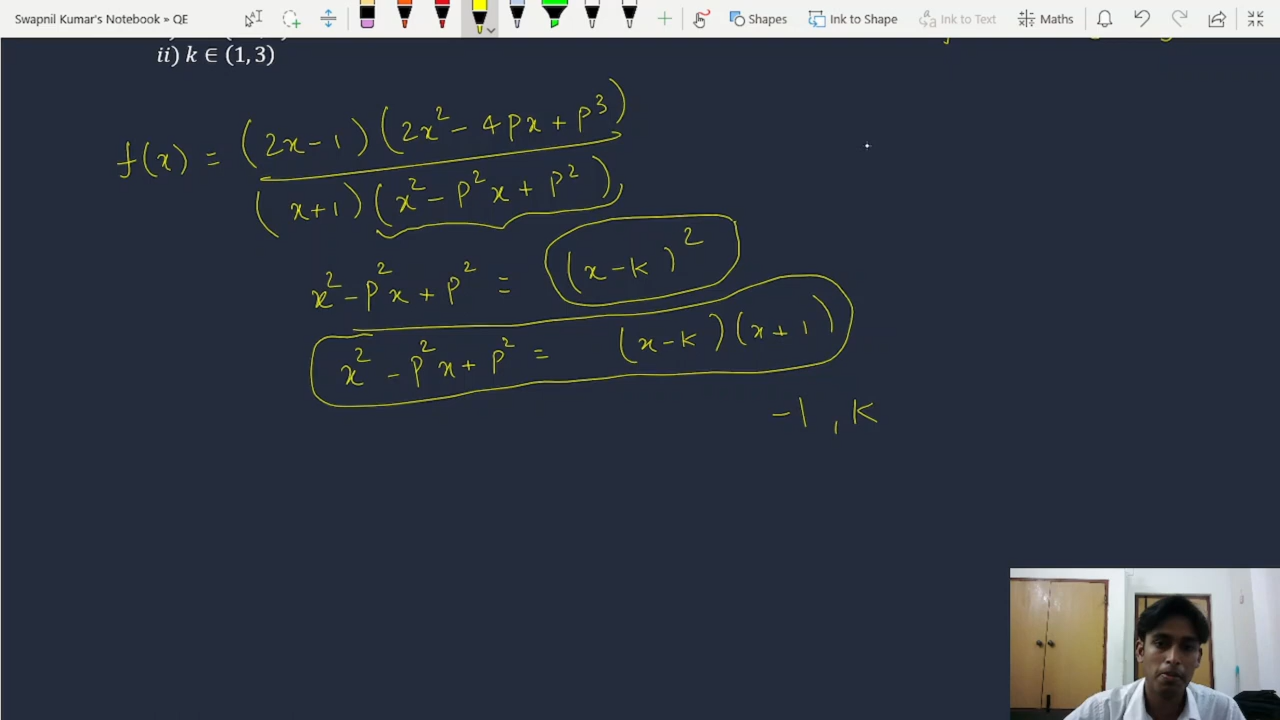 Swapnil Kumar's Notebook » QE
Shapes
Ink to Shape
Ink to Text
Maths
ii) k ∈ (1, 3)
f(x) = (2x-1)(2x² - 4px + p³)
(x+1)(x² - p²x + p²),
x² - p²x + p² = (x-k)²
x² - p²x + p² = (x-k)(x+1)
-1, k